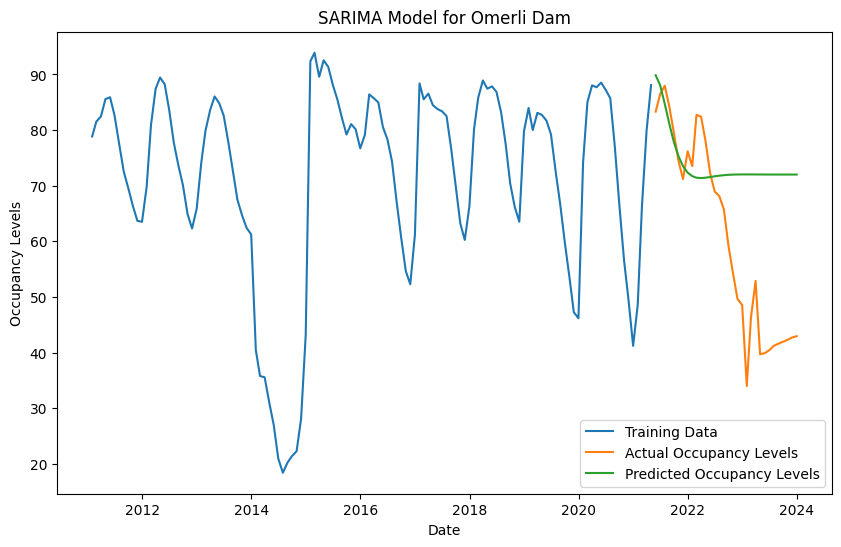 SARIMA Model for Omerli Dam
Occupancy Levels
90
80
70
60
50
40
30
20
2012
2014
2016
2018
2020
2022
2024
Date
Training Data
Actual Occupancy Levels
Predicted Occupancy Levels